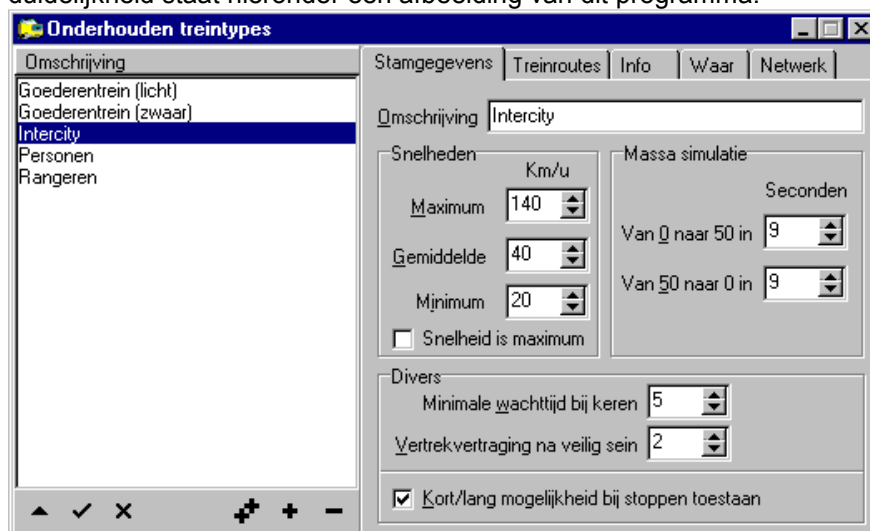 duidelijkheid staat hieronder een afbeelding van dit programma.
Onderhouden treintypes
Omschrijving
Goederentrein (licht)
Goederentrein (zwaar)
Intercity
Personen
Rangeren
Stamgegevens Treinroutes Info Waar Netwerk
Omschrijving Intercity
Snelheden
Km/u
Maximum 140
Gemiddelde 40
Minimum 20
Snelheid is maximum
Massa simulatie
Seconden
Van 0 naar 50 in 9
Van 50 naar 0 in 9
Divers
Minimale wachttijd bij keren 5
Vertrekvertraging na veilig sein 2
Kort/lang mogelijkheid bij stoppen toestaan